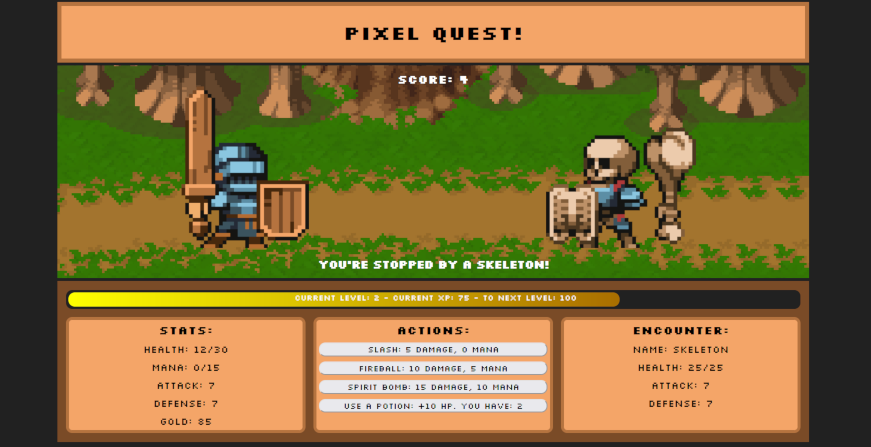 PIXEL QUEST!
SCORE: 4
YOU'RE STOPPED BY A SKELETON!
CURRENT LEVEL: 2 - CURRENT XP: 75 - TO NEXT LEVEL: 100
STATS:
HEALTH: 12/30
MANA: 0/15
ATTACK: 7
DEFENSE: 7
GOLD: 85
ACTIONS:
SLASH: 5 DAMAGE, 0 MANA
FIREBALL: 10 DAMAGE, 5 MANA
SPIRIT BOMB: 15 DAMAGE, 10 MANA
USE A POTION: +10 HP. YOU HAVE: 2
ENCOUNTER:
NAME: SKELETON
HEALTH: 25/25
ATTACK: 7
DEFENSE: 7